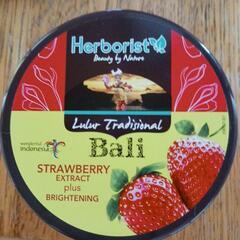 Herborist
Beauty by Nature
Lulur Tradisional
Bali
wonderful
indonesia
STRAWBERRY
EXTRACT
plus
BRIGHTENING